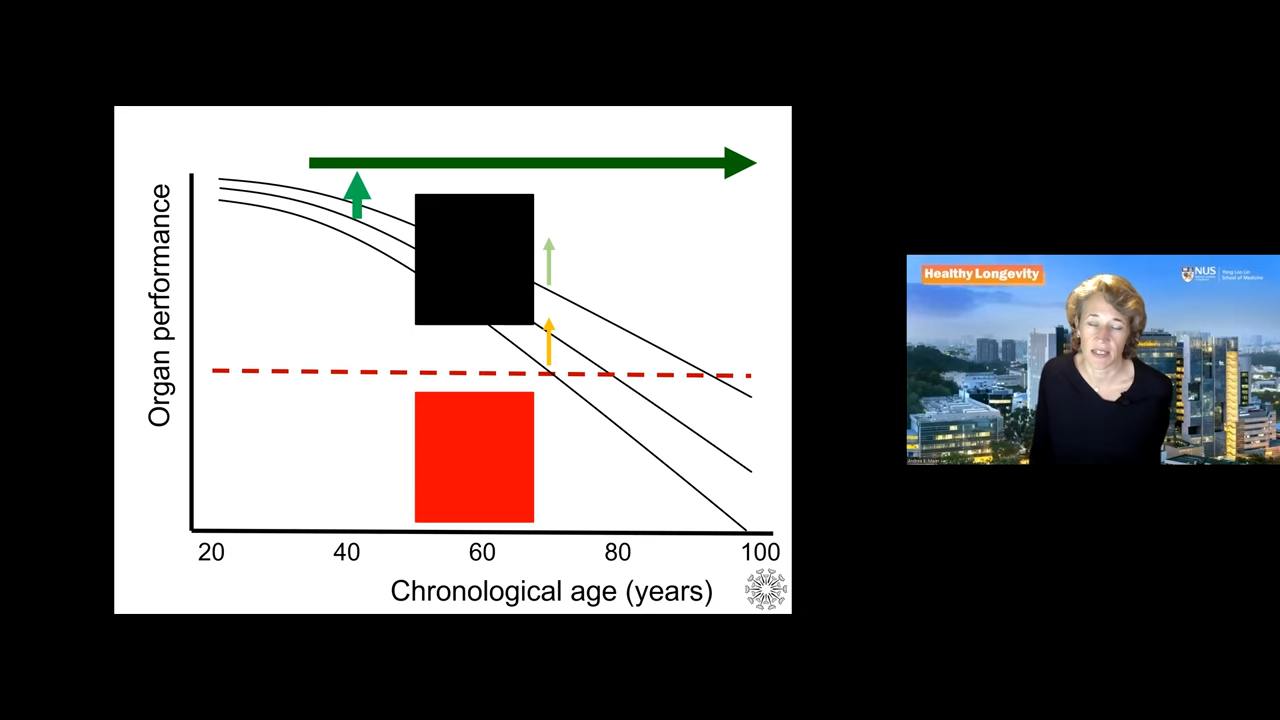 Organ performance
20 40 60 80 100
Chronological age (years)
Healthy Longevity
NUS
Yong Loo Lin
School of Medicine